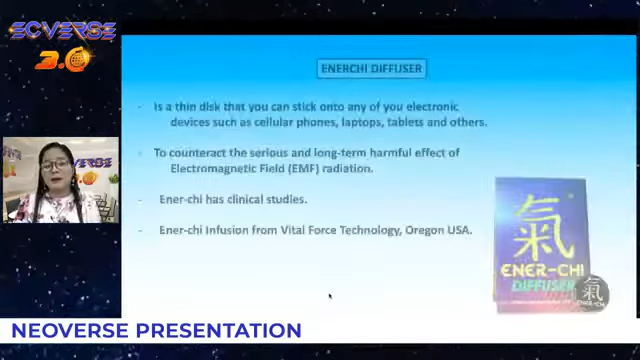 ECVERSE
3.0
ENERCHI DIFFUSER
- Is a thin disk that you can stick onto any of you electronic
devices such as cellular phones, laptops, tablets and others.
- To counteract the serious and long-term harmful effect of
Electromagnetic Field (EMF) radiation.
- Ener-chi has clinical studies.
- Ener-chi Infusion from Vital Force Technology, Oregon USA.
氣
ENER-CHI
DIFFUSER
氣
ENER-CHI
NEOVERSE PRESENTATION